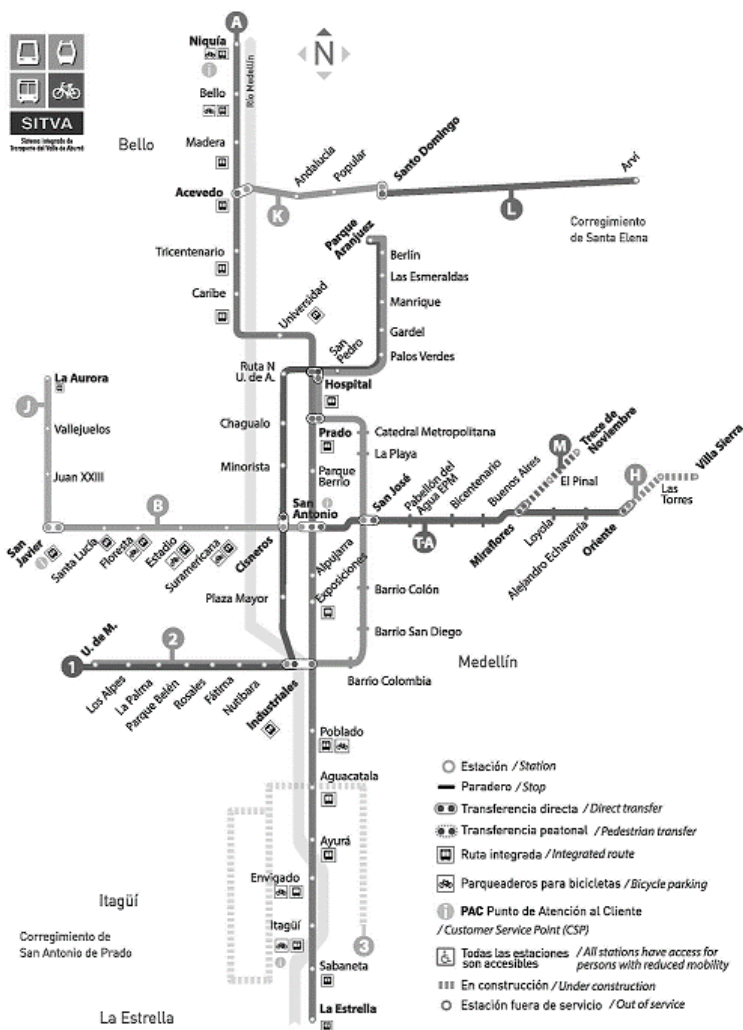 A
Niquía
N
Río Medellín
Bello
SITVA
Sistema Integrado de
Transporte del Valle de Aburrá
Bello
Madera
Andalucía
Popular
Santo Domingo
Arví
Acevedo
K
L
Parque
Aranjuez
Corregimiento
de Santa Elena
Tricentenario
Berlín
Las Esmeraldas
Caribe
Universidad
Manrique
San
Pedro
Gardel
Palos Verdes
Ruta N
U. de A.
La Aurora
Hospital
J
Vallejuelos
Chagualo
Prado
Catedral Metropolitana
La Playa
Minorista
Parque
Berrío
Juan XXIII
San
Antonio
San José
Pabellón del
Agua EPM
Bicentenario
Buenos Aires
M
Trece de
Noviembre
El Pinal
H
Villa Sierra
Las
Torres
B
San
Javier
Santa Lucía
Floresta
Estadio
Suramericana
Cisneros
Alpujarra
Exposiciones
T-A
Miraflores
Loyola
Alejandro Echavarría
Oriente
Plaza Mayor
Barrio Colón
Barrio San Diego
U. de M.
2
1
Medellín
Los Alpes
La Palma
Parque Belén
Rosales
Fátima
Nutibara
Industriales
Barrio Colombia
Poblado
Aguacatala
Ayurá
Envigado
Itagüí
Itagüí
3
Corregimiento de
San Antonio de Prado
Sabaneta
La Estrella
La Estrella
Estación / Station
Paradero / Stop
Transferencia directa / Direct transfer
Transferencia peatonal / Pedestrian transfer
Ruta integrada / Integrated route
Parqueaderos para bicicletas / Bicycle parking
PAC Punto de Atención al Cliente
/ Customer Service Point (CSP)
Todas las estaciones / All stations have access for
son accesibles persons with reduced mobility
En construcción / Under construction
Estación fuera de servicio / Out of service